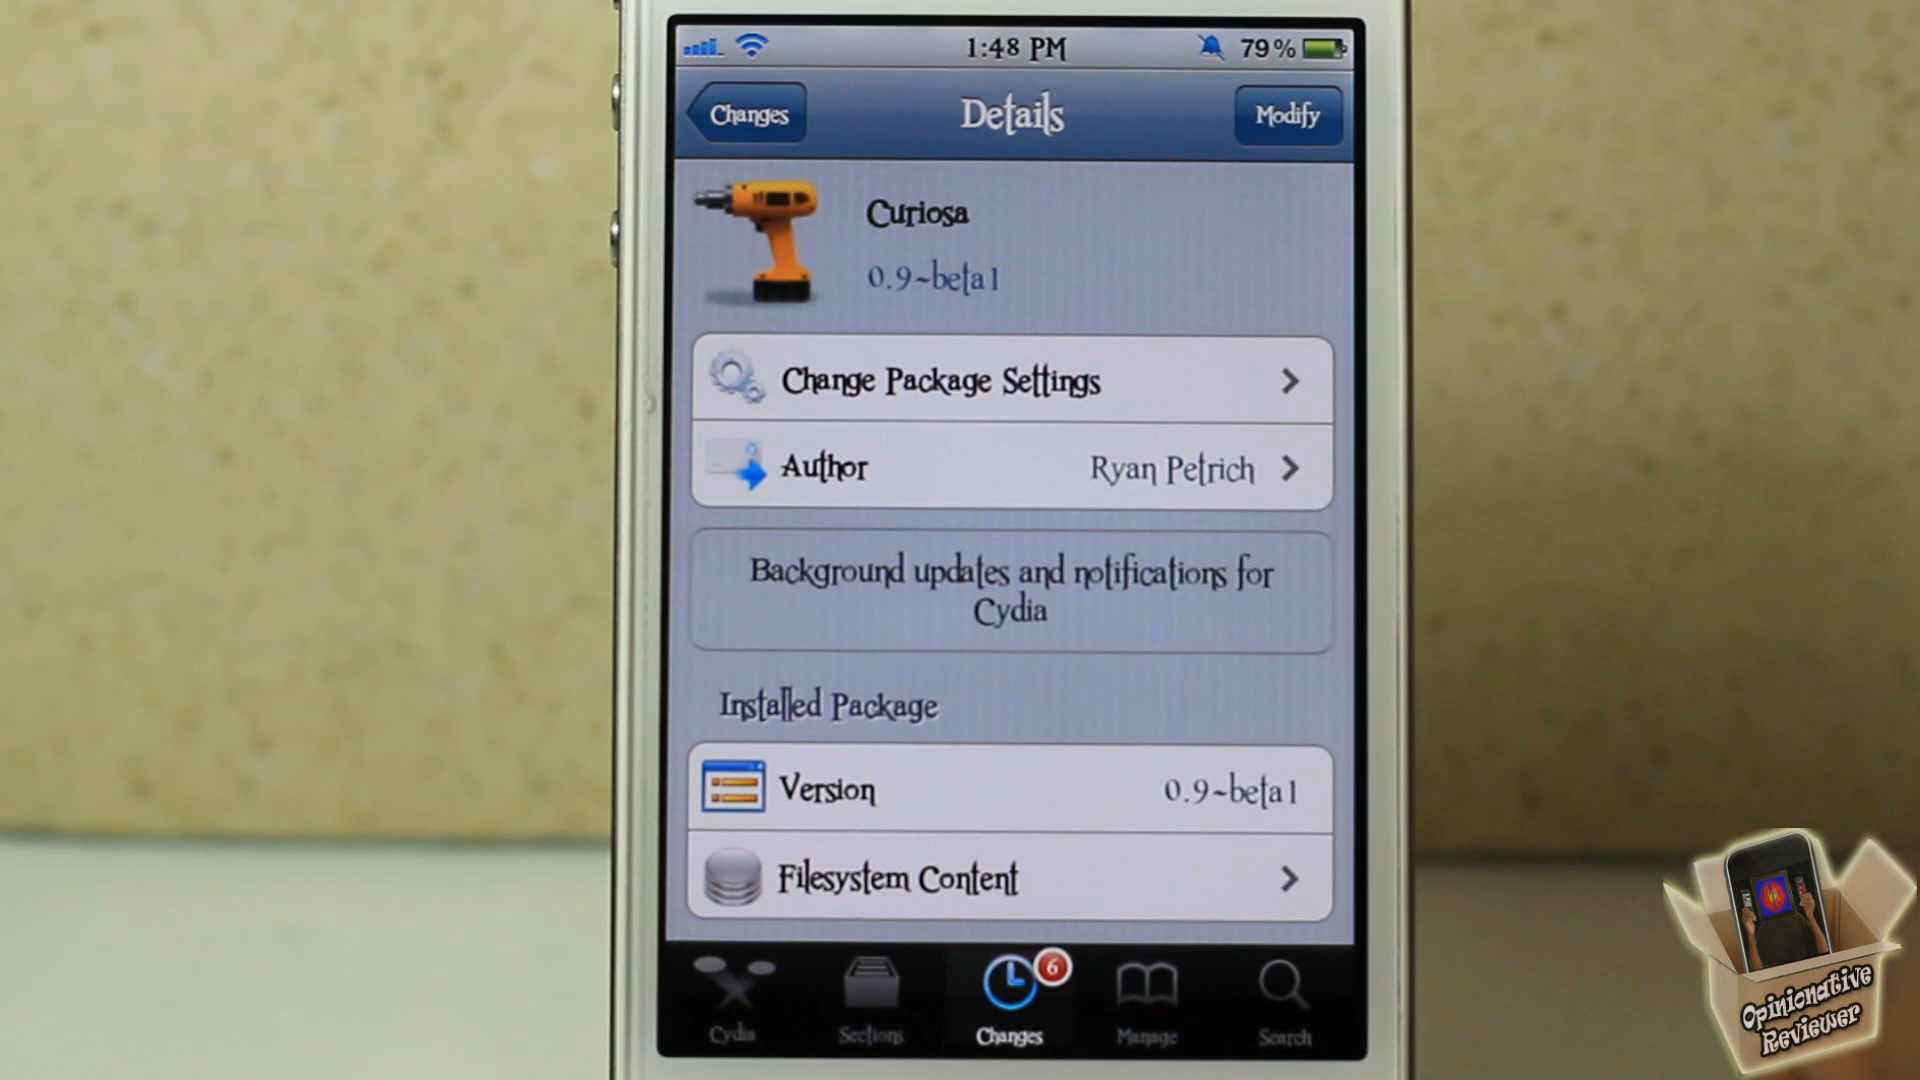 1:48 PM
79%
Changes
Details
Modify
Curiosa
0.9~beta1
Change Package Settings
Author
Ryan Petrich
Background updates and notifications for
Cydia
Installed Package
Version
0.9~beta1
Filesystem Content
6
Cydia
Sections
Changes
Manage
Search
Opinionative
Reviewer